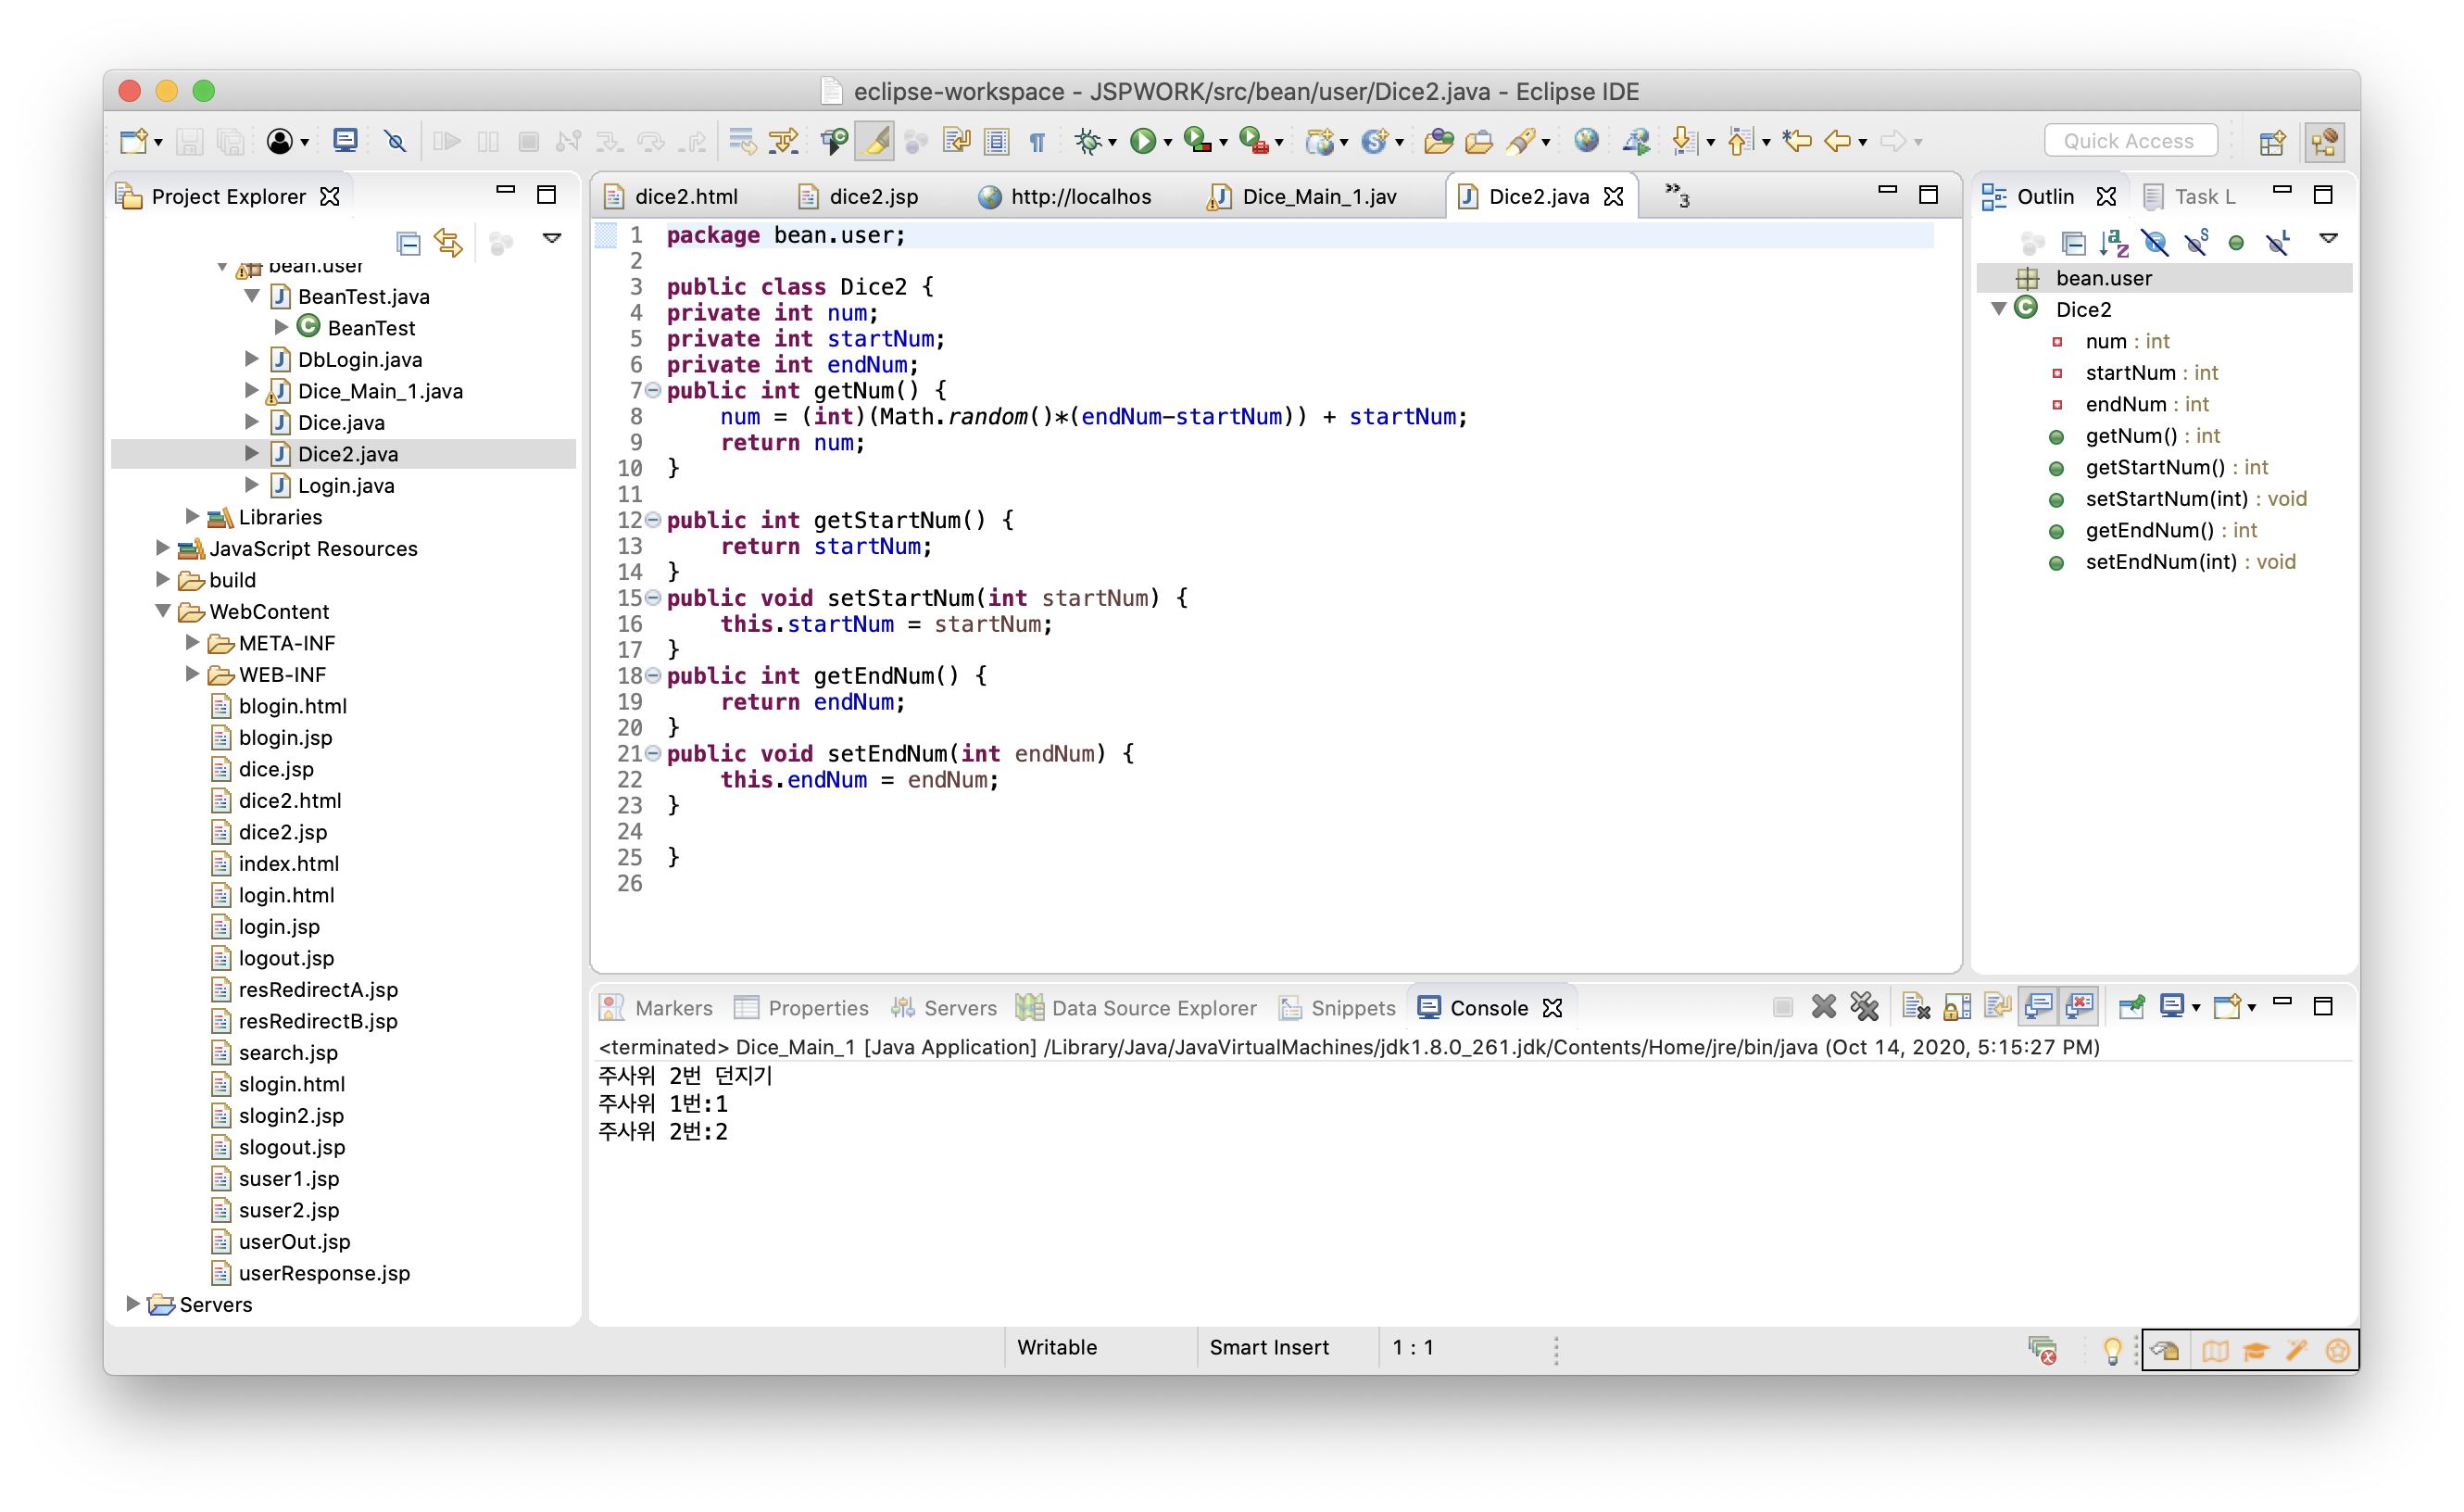 eclipse-workspace - JSPWORK/src/bean/user/Dice2.java - Eclipse IDE
Quick Access
Project Explorer
bean.user
BeanTest.java
BeanTest
DbLogin.java
Dice_Main_1.java
Dice.java
Dice2.java
Login.java
Libraries
JavaScript Resources
build
WebContent
META-INF
WEB-INF
blogin.html
blogin.jsp
dice.jsp
dice2.html
dice2.jsp
index.html
login.html
login.jsp
logout.jsp
resRedirectA.jsp
resRedirectB.jsp
search.jsp
slogin.html
slogin2.jsp
slogout.jsp
suser1.jsp
suser2.jsp
userOut.jsp
userResponse.jsp
Servers
dice2.html dice2.jsp http://localhos Dice_Main_1.jav Dice2.java »3
1 package bean.user;
2
3 public class Dice2 {
4 private int num;
5 private int startNum;
6 private int endNum;
7 public int getNum() {
8     num = (int)(Math.random()*(endNum-startNum)) + startNum;
9     return num;
10 }
11
12 public int getStartNum() {
13     return startNum;
14 }
15 public void setStartNum(int startNum) {
16     this.startNum = startNum;
17 }
18 public int getEndNum() {
19     return endNum;
20 }
21 public void setEndNum(int endNum) {
22     this.endNum = endNum;
23 }
24
25 }
26
Outlin Task L
bean.user
Dice2
num : int
startNum : int
endNum : int
getNum() : int
getStartNum() : int
setStartNum(int) : void
getEndNum() : int
setEndNum(int) : void
Markers Properties Servers Data Source Explorer Snippets Console
<terminated> Dice_Main_1 [Java Application] /Library/Java/JavaVirtualMachines/jdk1.8.0_261.jdk/Contents/Home/jre/bin/java (Oct 14, 2020, 5:15:27 PM)
주사위 2번 던지기
주사위 1번:1
주사위 2번:2
Writable Smart Insert 1 : 1